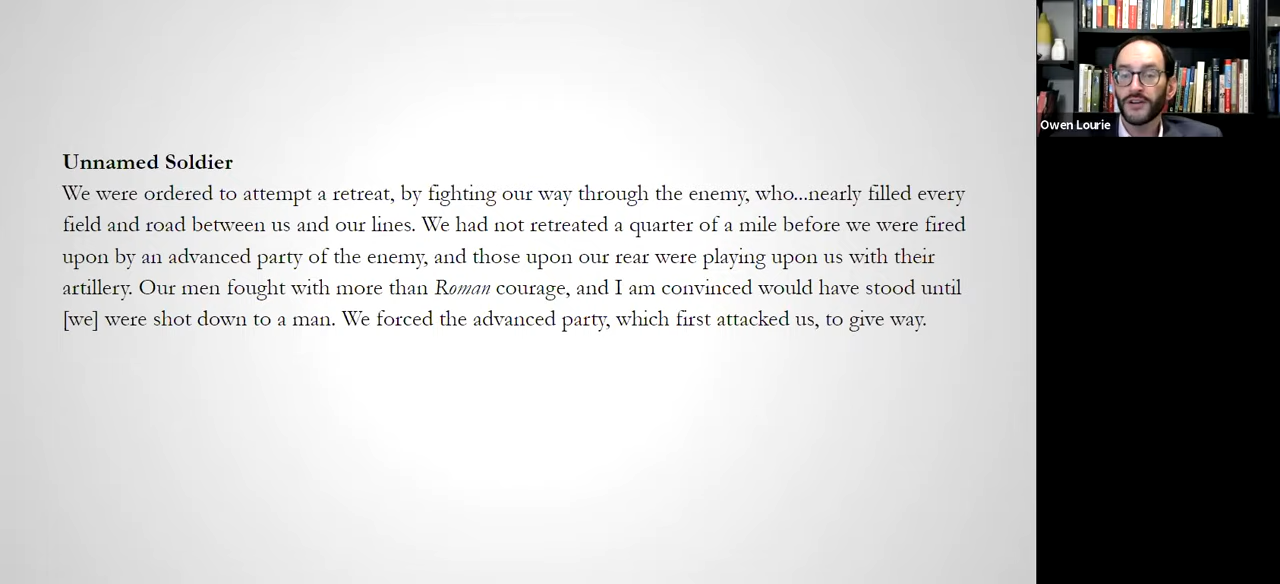 Unnamed Soldier
We were ordered to attempt a retreat, by fighting our way through the enemy, who...nearly filled every
field and road between us and our lines. We had not retreated a quarter of a mile before we were fired
upon by an advanced party of the enemy, and those upon our rear were playing upon us with their
artillery. Our men fought with more than Roman courage, and I am convinced would have stood until
[we] were shot down to a man. We forced the advanced party, which first attacked us, to give way.
Owen Lourie